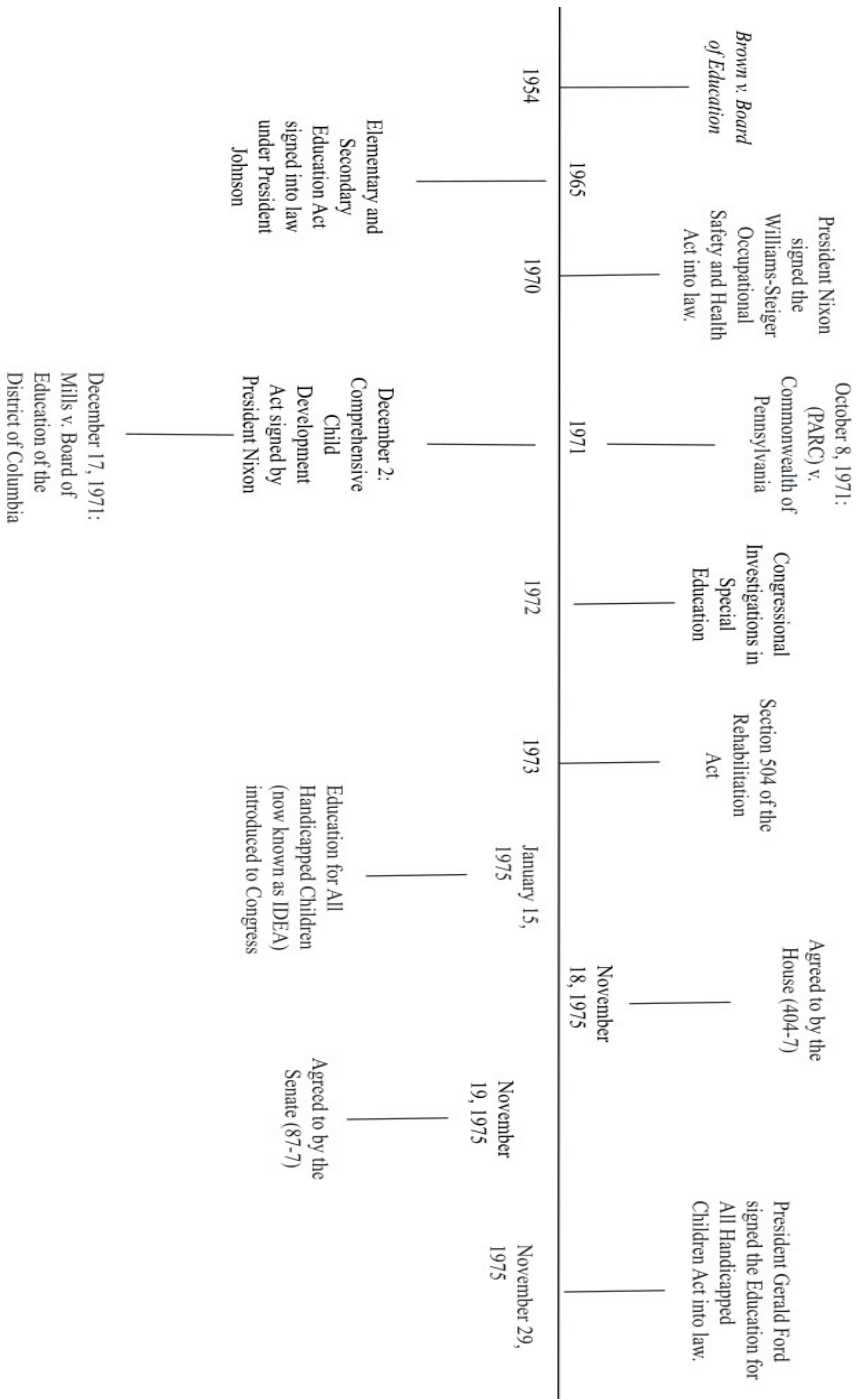 Brown v. Board
of Education
1954
1965
Elementary and
Secondary
Education Act
signed into law
under President
Johnson
President Nixon
signed the
Williams-Steiger
Occupational
Safety and Health
Act into law.
1970
October 8, 1971:
(PARC) v.
Commonwealth of
Pennsylvania
1971
December 2:
Comprehensive
Child
Development
Act signed by
President Nixon
December 17, 1971:
Mills v. Board of
Education of the
District of Columbia
Congressional
Investigations in
Special
Education
1972
Section 504 of the
Rehabilitation
Act
1973
January 15,
1975
Education for All
Handicapped Children
(now known as IDEA)
introduced to Congress
Agreed to by the
House (404-7)
November
18, 1975
November
19, 1975
Agreed to by the
Senate (87-7)
President Gerald Ford
signed the Education for
All Handicapped
Children Act into law.
November 29,
1975